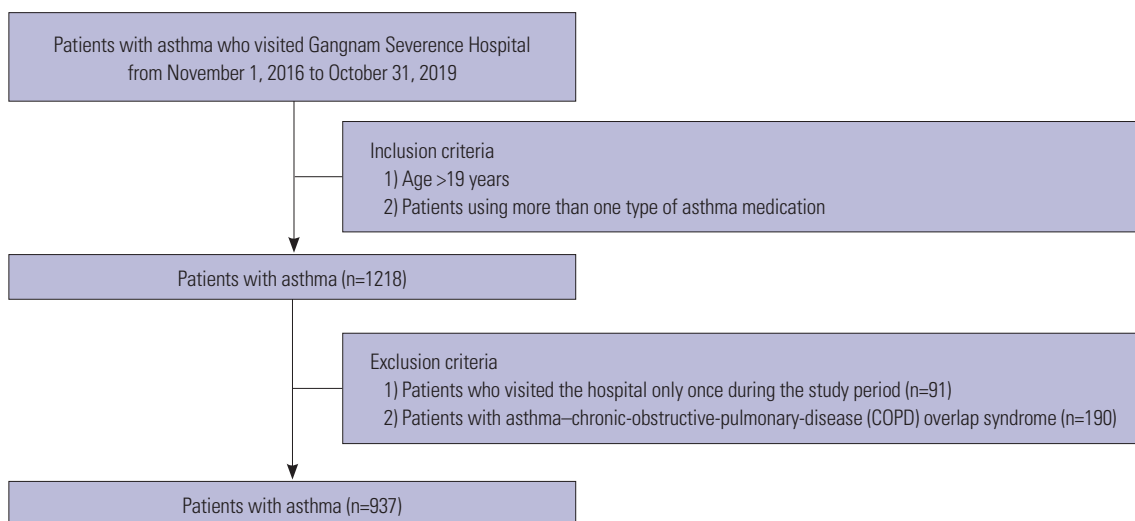 Patients with asthma who visited Gangnam Severence Hospital
from November 1, 2016 to October 31, 2019
Inclusion criteria
1) Age >19 years
2) Patients using more than one type of asthma medication
Patients with asthma (n=1218)
Exclusion criteria
1) Patients who visited the hospital only once during the study period (n=91)
2) Patients with asthma–chronic-obstructive-pulmonary-disease (COPD) overlap syndrome (n=190)
Patients with asthma (n=937)